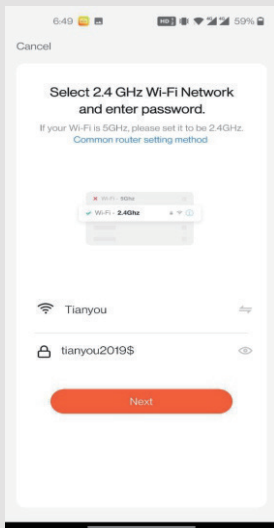 6:49
HD 59%
Cancel
Select 2.4 GHz Wi-Fi Network
and enter password.
If your Wi-Fi is 5GHz, please set it to be 2.4GHz.
Common router setting method
Wi-Fi - 5Ghz
Wi-Fi - 2.4Ghz
Tianyou
tianyou2019$
Next